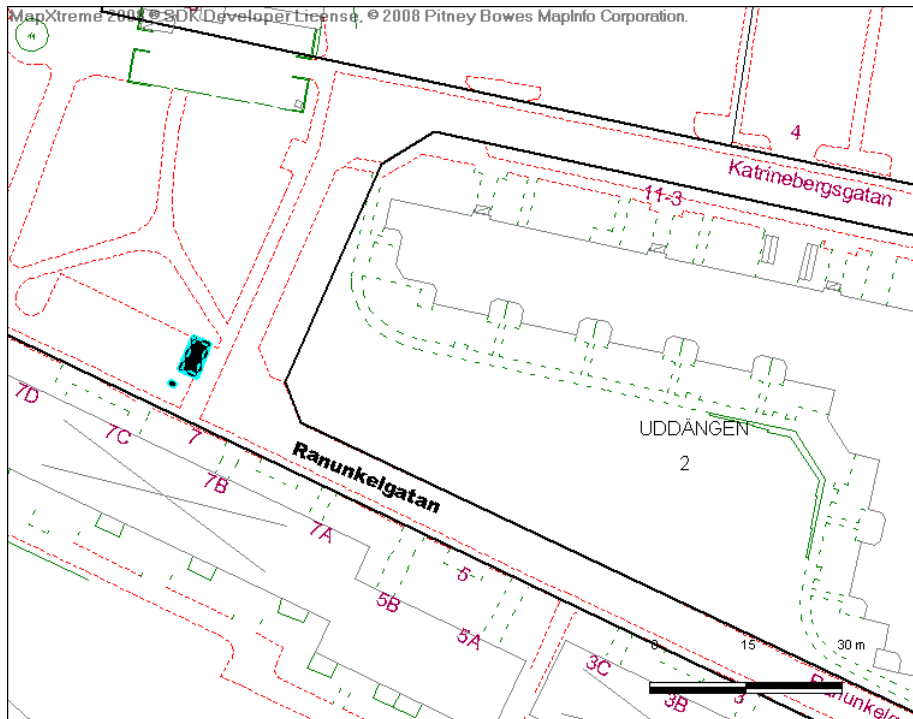 MapXtreme 2008 ® SDK Developer License, © 2008 Pitney Bowes MapInfo Corporation.
4
Katrinebergsgatan
11-3
7D
7C
7
7B
7A
Ranunkelgatan
UDDÄNGEN
2
5
5B
5A
3C
3B
3
0 15 30 m